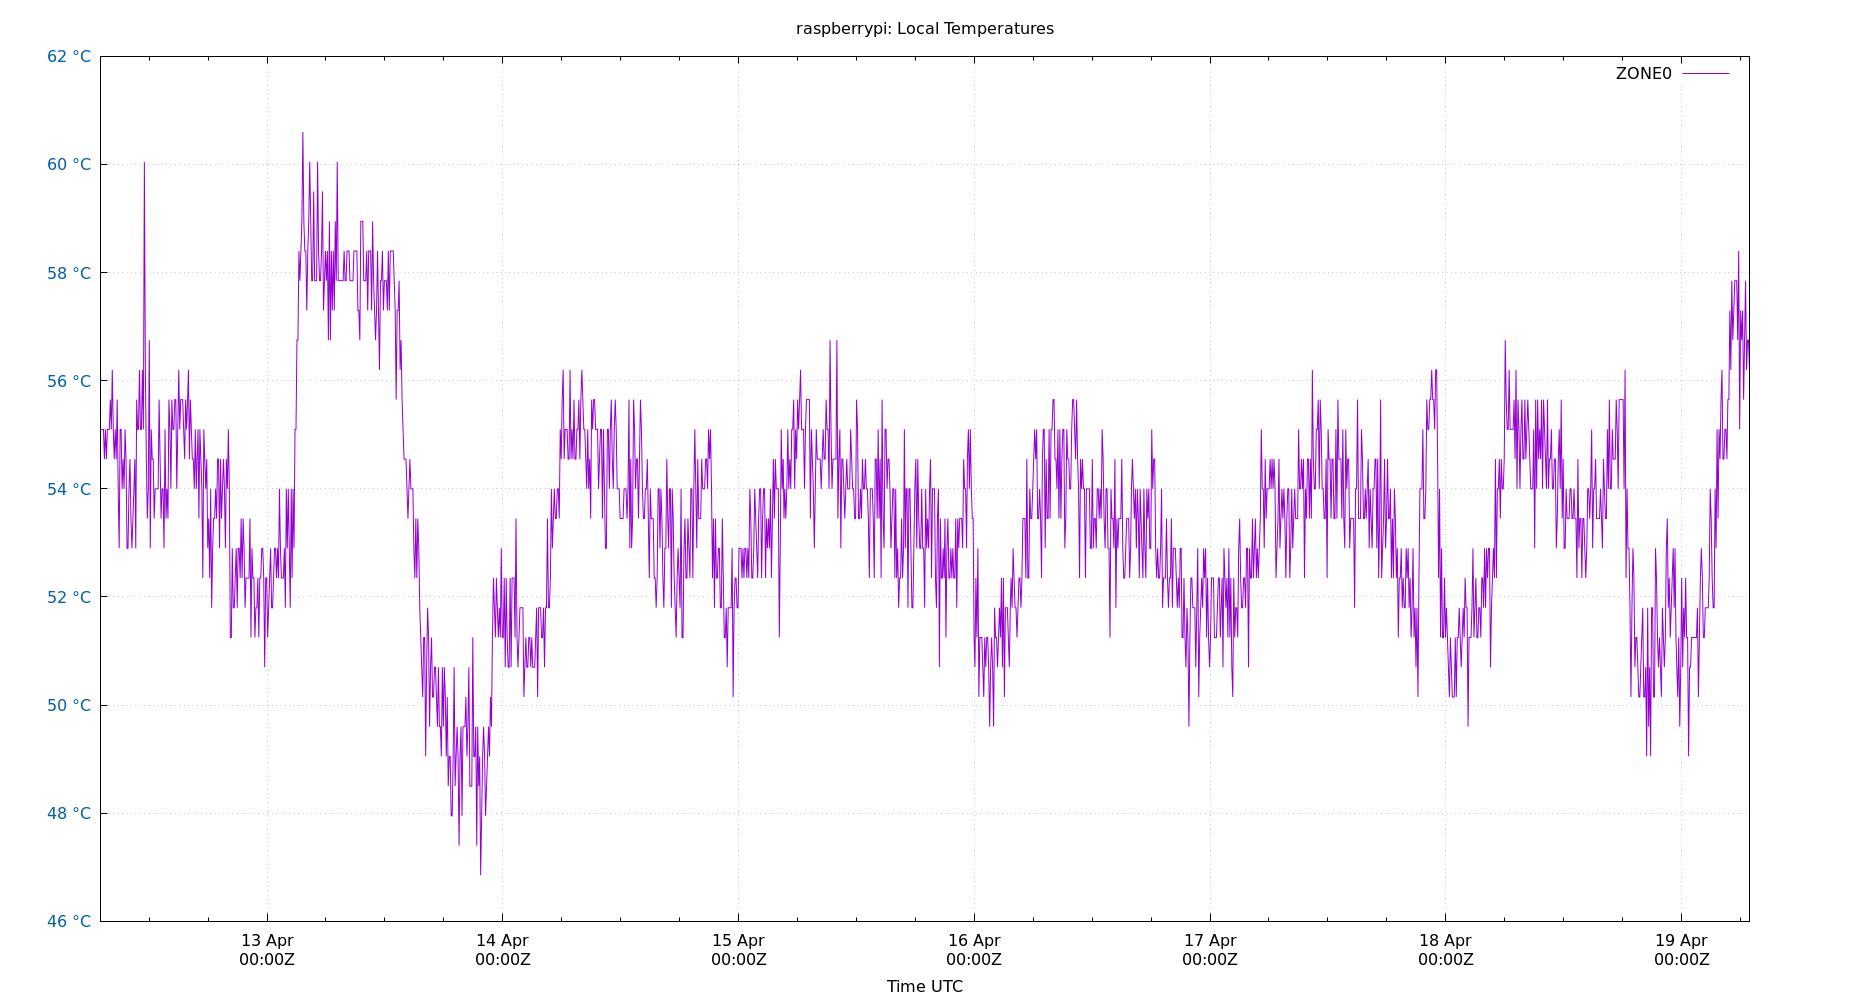 raspberrypi: Local Temperatures
62 °C
ZONE0
60 °C
58 °C
56 °C
54 °C
52 °C
50 °C
48 °C
46 °C
13 Apr 14 Apr 15 Apr 16 Apr 17 Apr 18 Apr 19 Apr
00:00Z 00:00Z 00:00Z 00:00Z 00:00Z 00:00Z 00:00Z
Time UTC